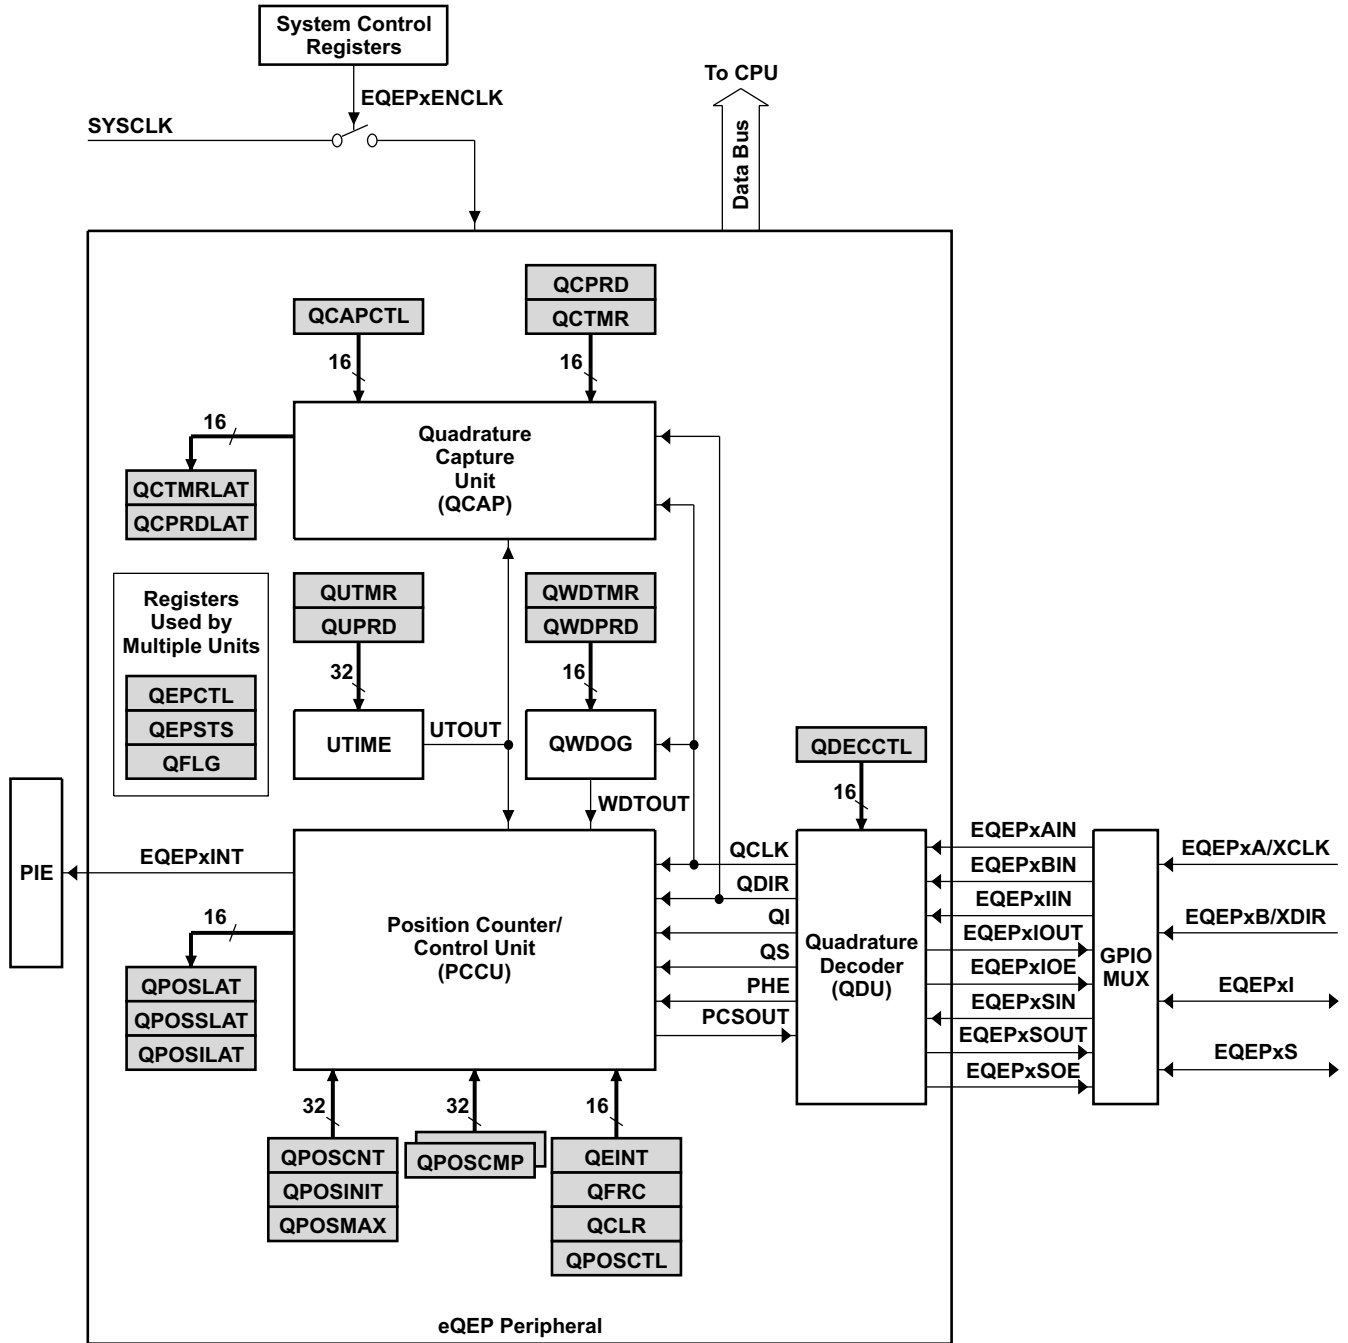 System Control
Registers
To CPU
EQEPxENCLK
SYSCLK
Data Bus
QCPRD
QCTMR
QCAPCTL
16
16
16
Quadrature
Capture
Unit
(QCAP)
QCTMRLAT
QCPRDLAT
Registers
Used by
Multiple Units
QEPCTL
QEPSTS
QFLG
QUTMR
QUPRD
32
UTIME
UTOUT
QWDTMR
QWDPRD
16
QWDOG
WDTOUT
QDECCTL
16
PIE
EQEPxINT
16
QPOSLAT
QPOSSLAT
QPOSILAT
Position Counter/
Control Unit
(PCCU)
QCLK
QDIR
QI
QS
PHE
PCSOUT
Quadrature
Decoder
(QDU)
EQEPxAIN
EQEPxBIN
EQEPxIIN
EQEPxIOUT
EQEPxIOE
EQEPxSIN
EQEPxSOUT
EQEPxSOE
GPIO
MUX
EQEPxA/XCLK
EQEPxB/XDIR
EQEPxI
EQEPxS
32
32
16
QPOSCNT
QPOSINIT
QPOSMAX
QPOSCMP
QEINT
QFRC
QCLR
QPOSCTL
eQEP Peripheral